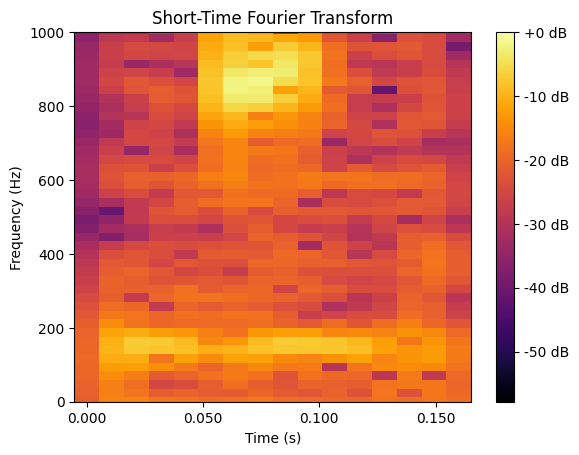 Short-Time Fourier Transform
1000
800
600
400
200
0
Frequency (Hz)
0.000
0.050
0.100
0.150
Time (s)
+0 dB
-10 dB
-20 dB
-30 dB
-40 dB
-50 dB